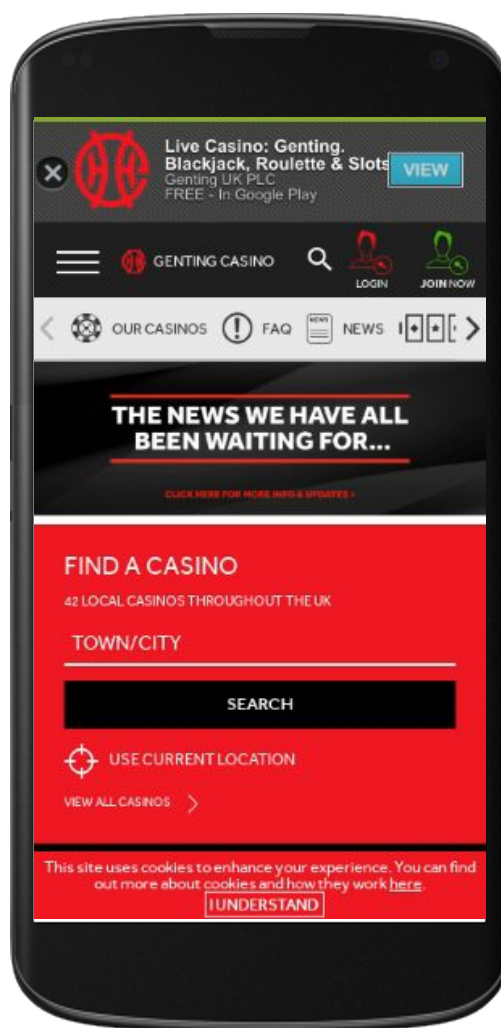 Live Casino: Genting.
Blackjack, Roulette & Slots
Genting UK PLC
FREE - In Google Play
VIEW
GENTING CASINO
LOGIN
JOIN NOW
OUR CASINOS
FAQ
NEWS
NEWS
THE NEWS WE HAVE ALL
BEEN WAITING FOR...
CLICK HERE FOR MORE INFO & UPDATES >
FIND A CASINO
42 LOCAL CASINOS THROUGHOUT THE UK
TOWN/CITY
SEARCH
USE CURRENT LOCATION
VIEW ALL CASINOS
This site uses cookies to enhance your experience. You can find
out more about cookies and how they work here.
I UNDERSTAND